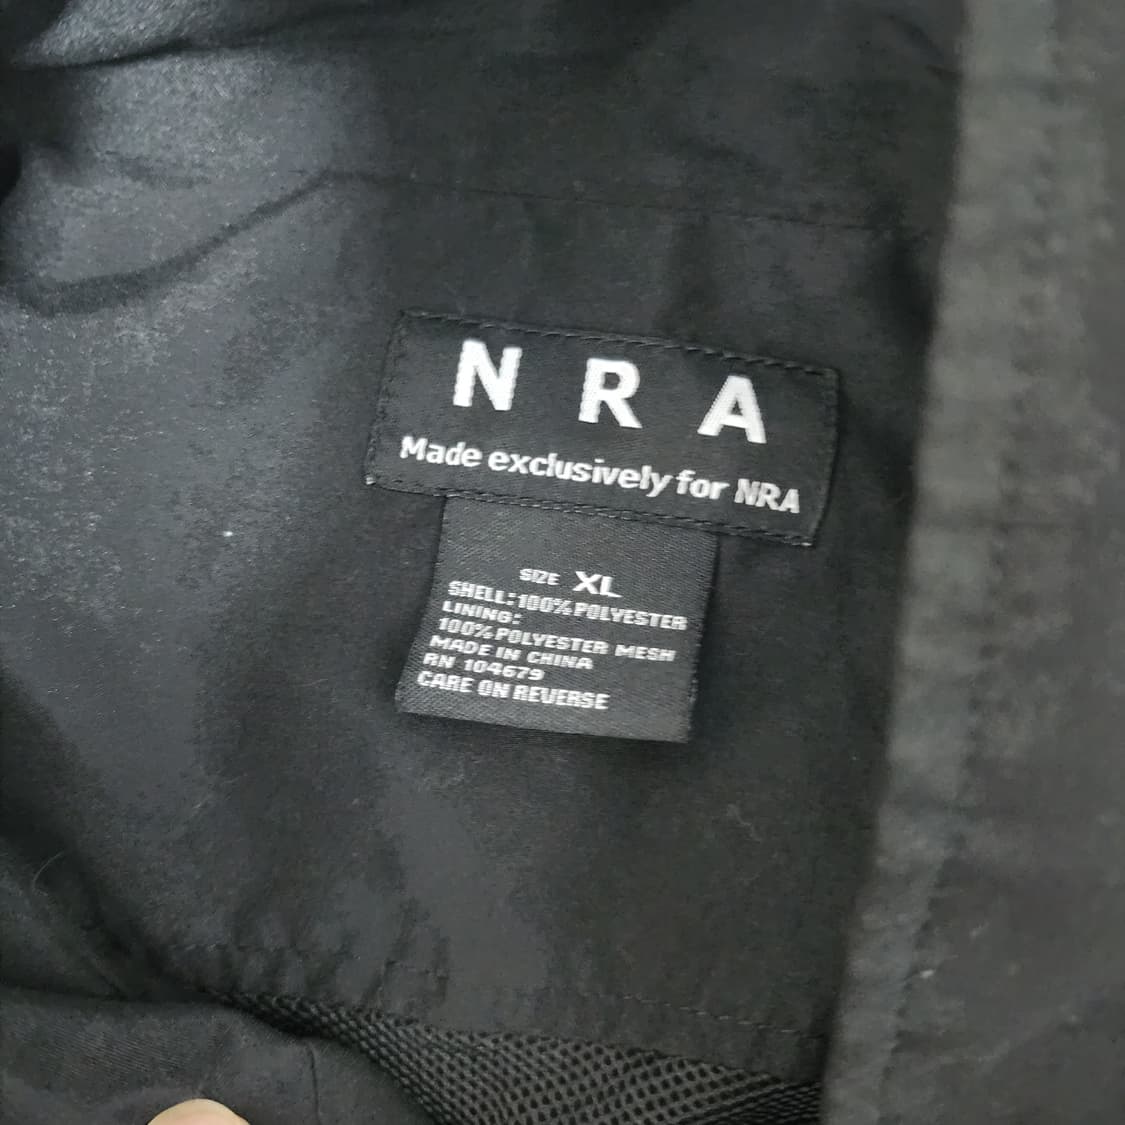 N R A
Made exclusively for NRA
SIZE XL
SHELL: 100% POLYESTER
LINING:
100% POLYESTER MESH
MADE IN CHINA
RN 104679
CARE ON REVERSE